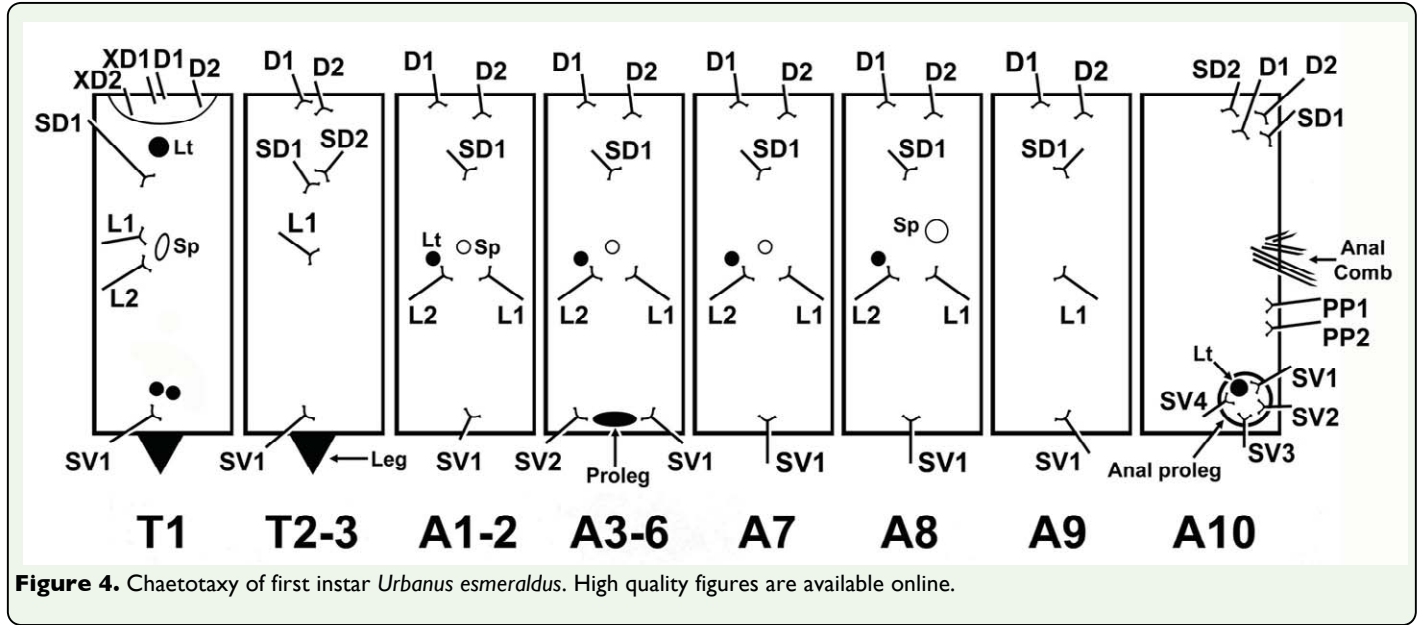 XD1 D1 D2 D1 D2 D1 D2 D1 D2 D1 D2 D1 D2 D1 D2 SD2 D1 D2
XD2
SD1 SD1 SD2 SD1 SD1 SD1 SD1 SD1 SD1
Lt
L1 Sp L1 Lt Sp Sp Anal
Comb
L2 L2 L1 L2 L1 L2 L1 L2 L1 L1 PP1
PP2
Lt
SV1
SV4 SV2
SV1 SV1 Leg SV1 SV2 SV1 SV1 SV1 SV1 SV3
Proleg Anal proleg
T1 T2-3 A1-2 A3-6 A7 A8 A9 A10
Figure 4. Chaetotaxy of first instar Urbanus esmeraldus. High quality figures are available online.